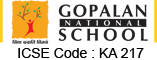 GOPALAN
NATIONAL
SCHOOL
ICSE Code : KA 217